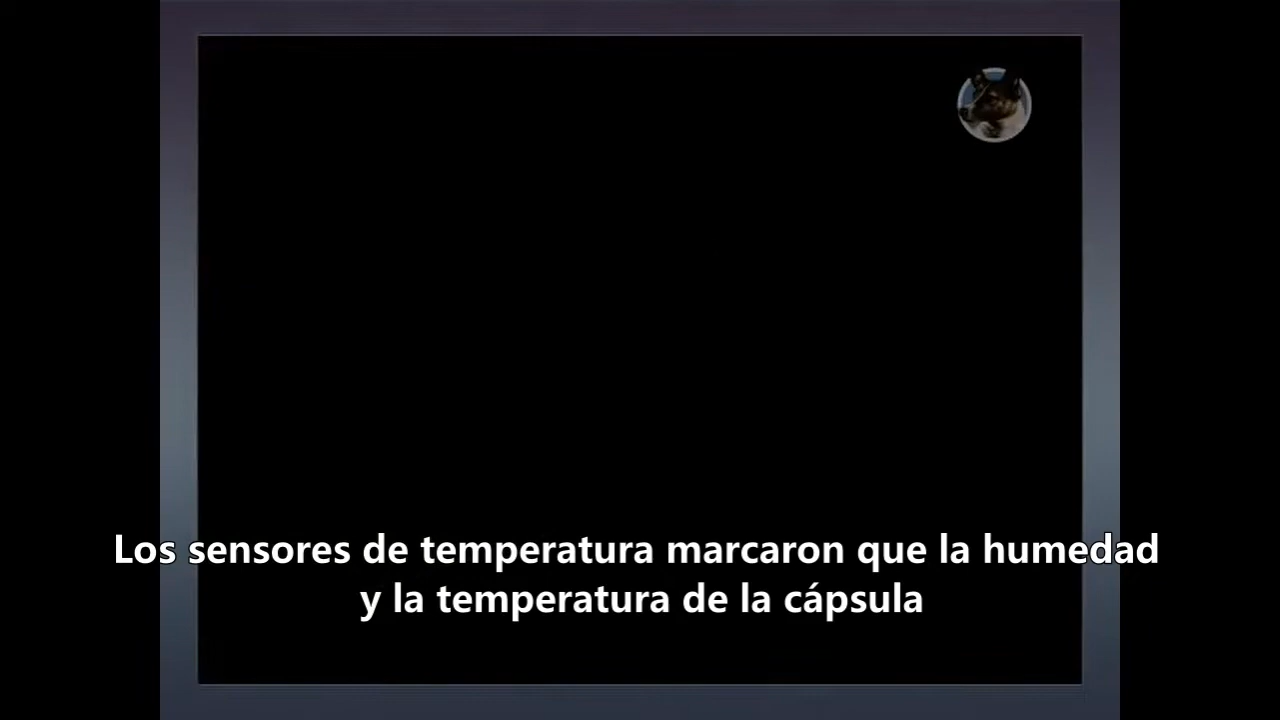 Los sensores de temperatura marcaron que la humedad
y la temperatura de la cápsula